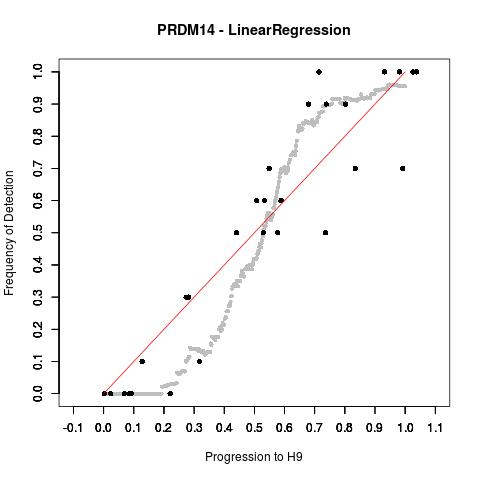 PRDM14 - LinearRegression
Frequency of Detection
1.0
0.9
0.8
0.7
0.6
0.5
0.4
0.3
0.2
0.1
0.0
-0.1 0.0 0.1 0.2 0.3 0.4 0.5 0.6 0.7 0.8 0.9 1.0 1.1
Progression to H9